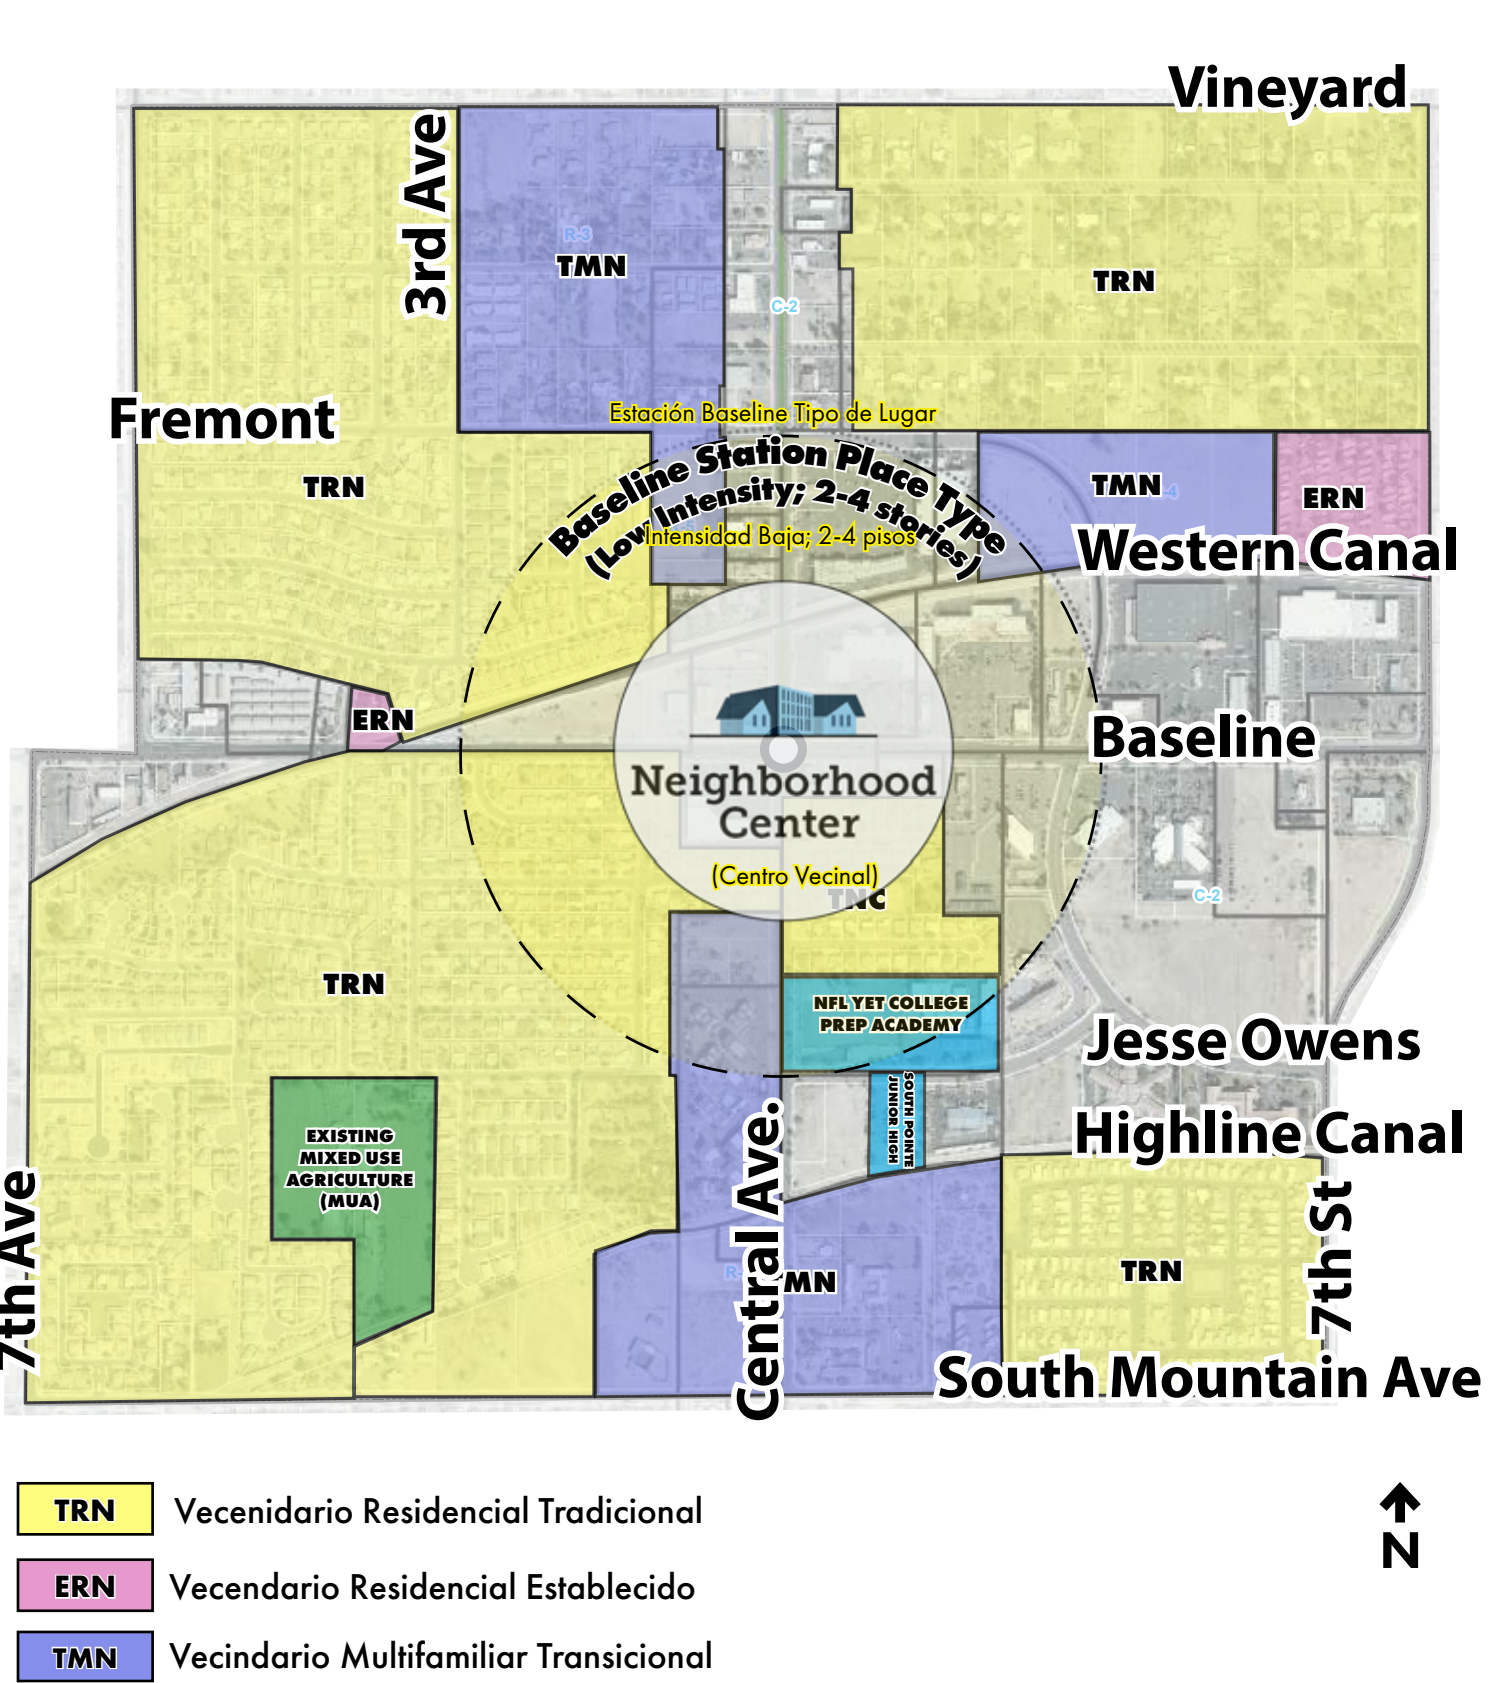 Vineyard
3rd Ave
R-3
TMN
TRN
C-2
Fremont
Estación Baseline Tipo de Lugar
Baseline Station Place Type
(Low Intensity; 2-4 stories)
Intensidad Baja; 2-4 pisos
TRN
TMN
ERN
Western Canal
ERN
Baseline
Neighborhood
Center
(Centro Vecinal)
TNC
C-2
TRN
NFL YET COLLEGE
PREP ACADEMY
Jesse Owens
SOUTH POINTE
JUNIOR HIGH
Highline Canal
EXISTING
MIXED USE
AGRICULTURE
(MUA)
7th Ave
Central Ave.
MN
TRN
7th St
South Mountain Ave
TRN
Vecenidario Residencial Tradicional
ERN
Vecendario Residencial Establecido
TMN
Vecindario Multifamiliar Transicional
N